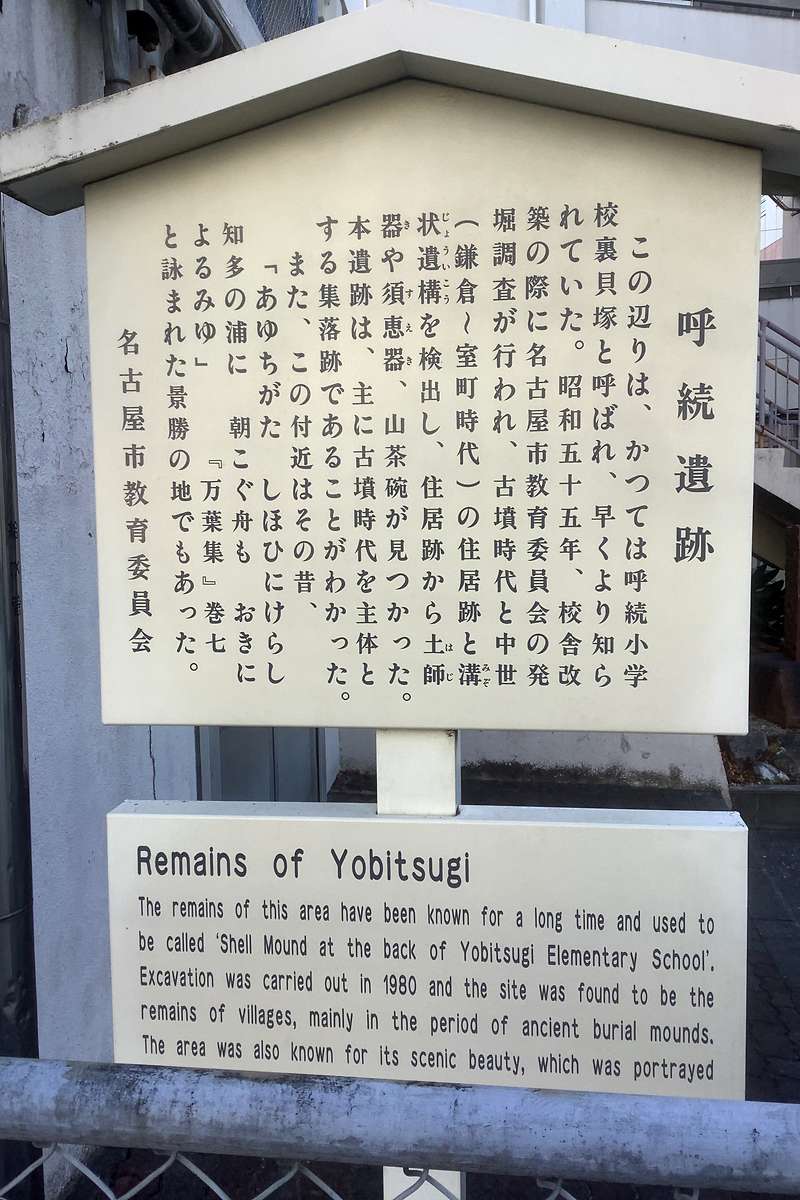 呼続遺跡
この辺りは、かつては呼続小学
校裏貝塚と呼ばれ、早くより知ら
れていた。昭和五十五年、校舎改
築の際に名古屋市教育委員会の発
堀調査が行われ、古墳時代と中世
（鎌倉～室町時代）の住居跡と溝
みぞ
状遺構を検出し、住居跡から土師
じょういこう
はじ
器や須恵器、山茶碗が見つかった。
き
すえき
本遺跡は、主に古墳時代を主体と
する集落跡であることがわかった。
また、この付近はその昔、
「あゆちがた　しほひにけらし
知多の浦に　朝こぐ舟も　おきに
よるみゆ」　『万葉集』巻七
と詠まれた景勝の地でもあった。
名古屋市教育委員会
Remains of Yobitsugi
The remains of this area have been known for a long time and used to
be called 'Shell Mound at the back of Yobitsugi Elementary School'.
Excavation was carried out in 1980 and the site was found to be the
remains of villages, mainly in the period of ancient burial mounds.
The area was also known for its scenic beauty, which was portrayed